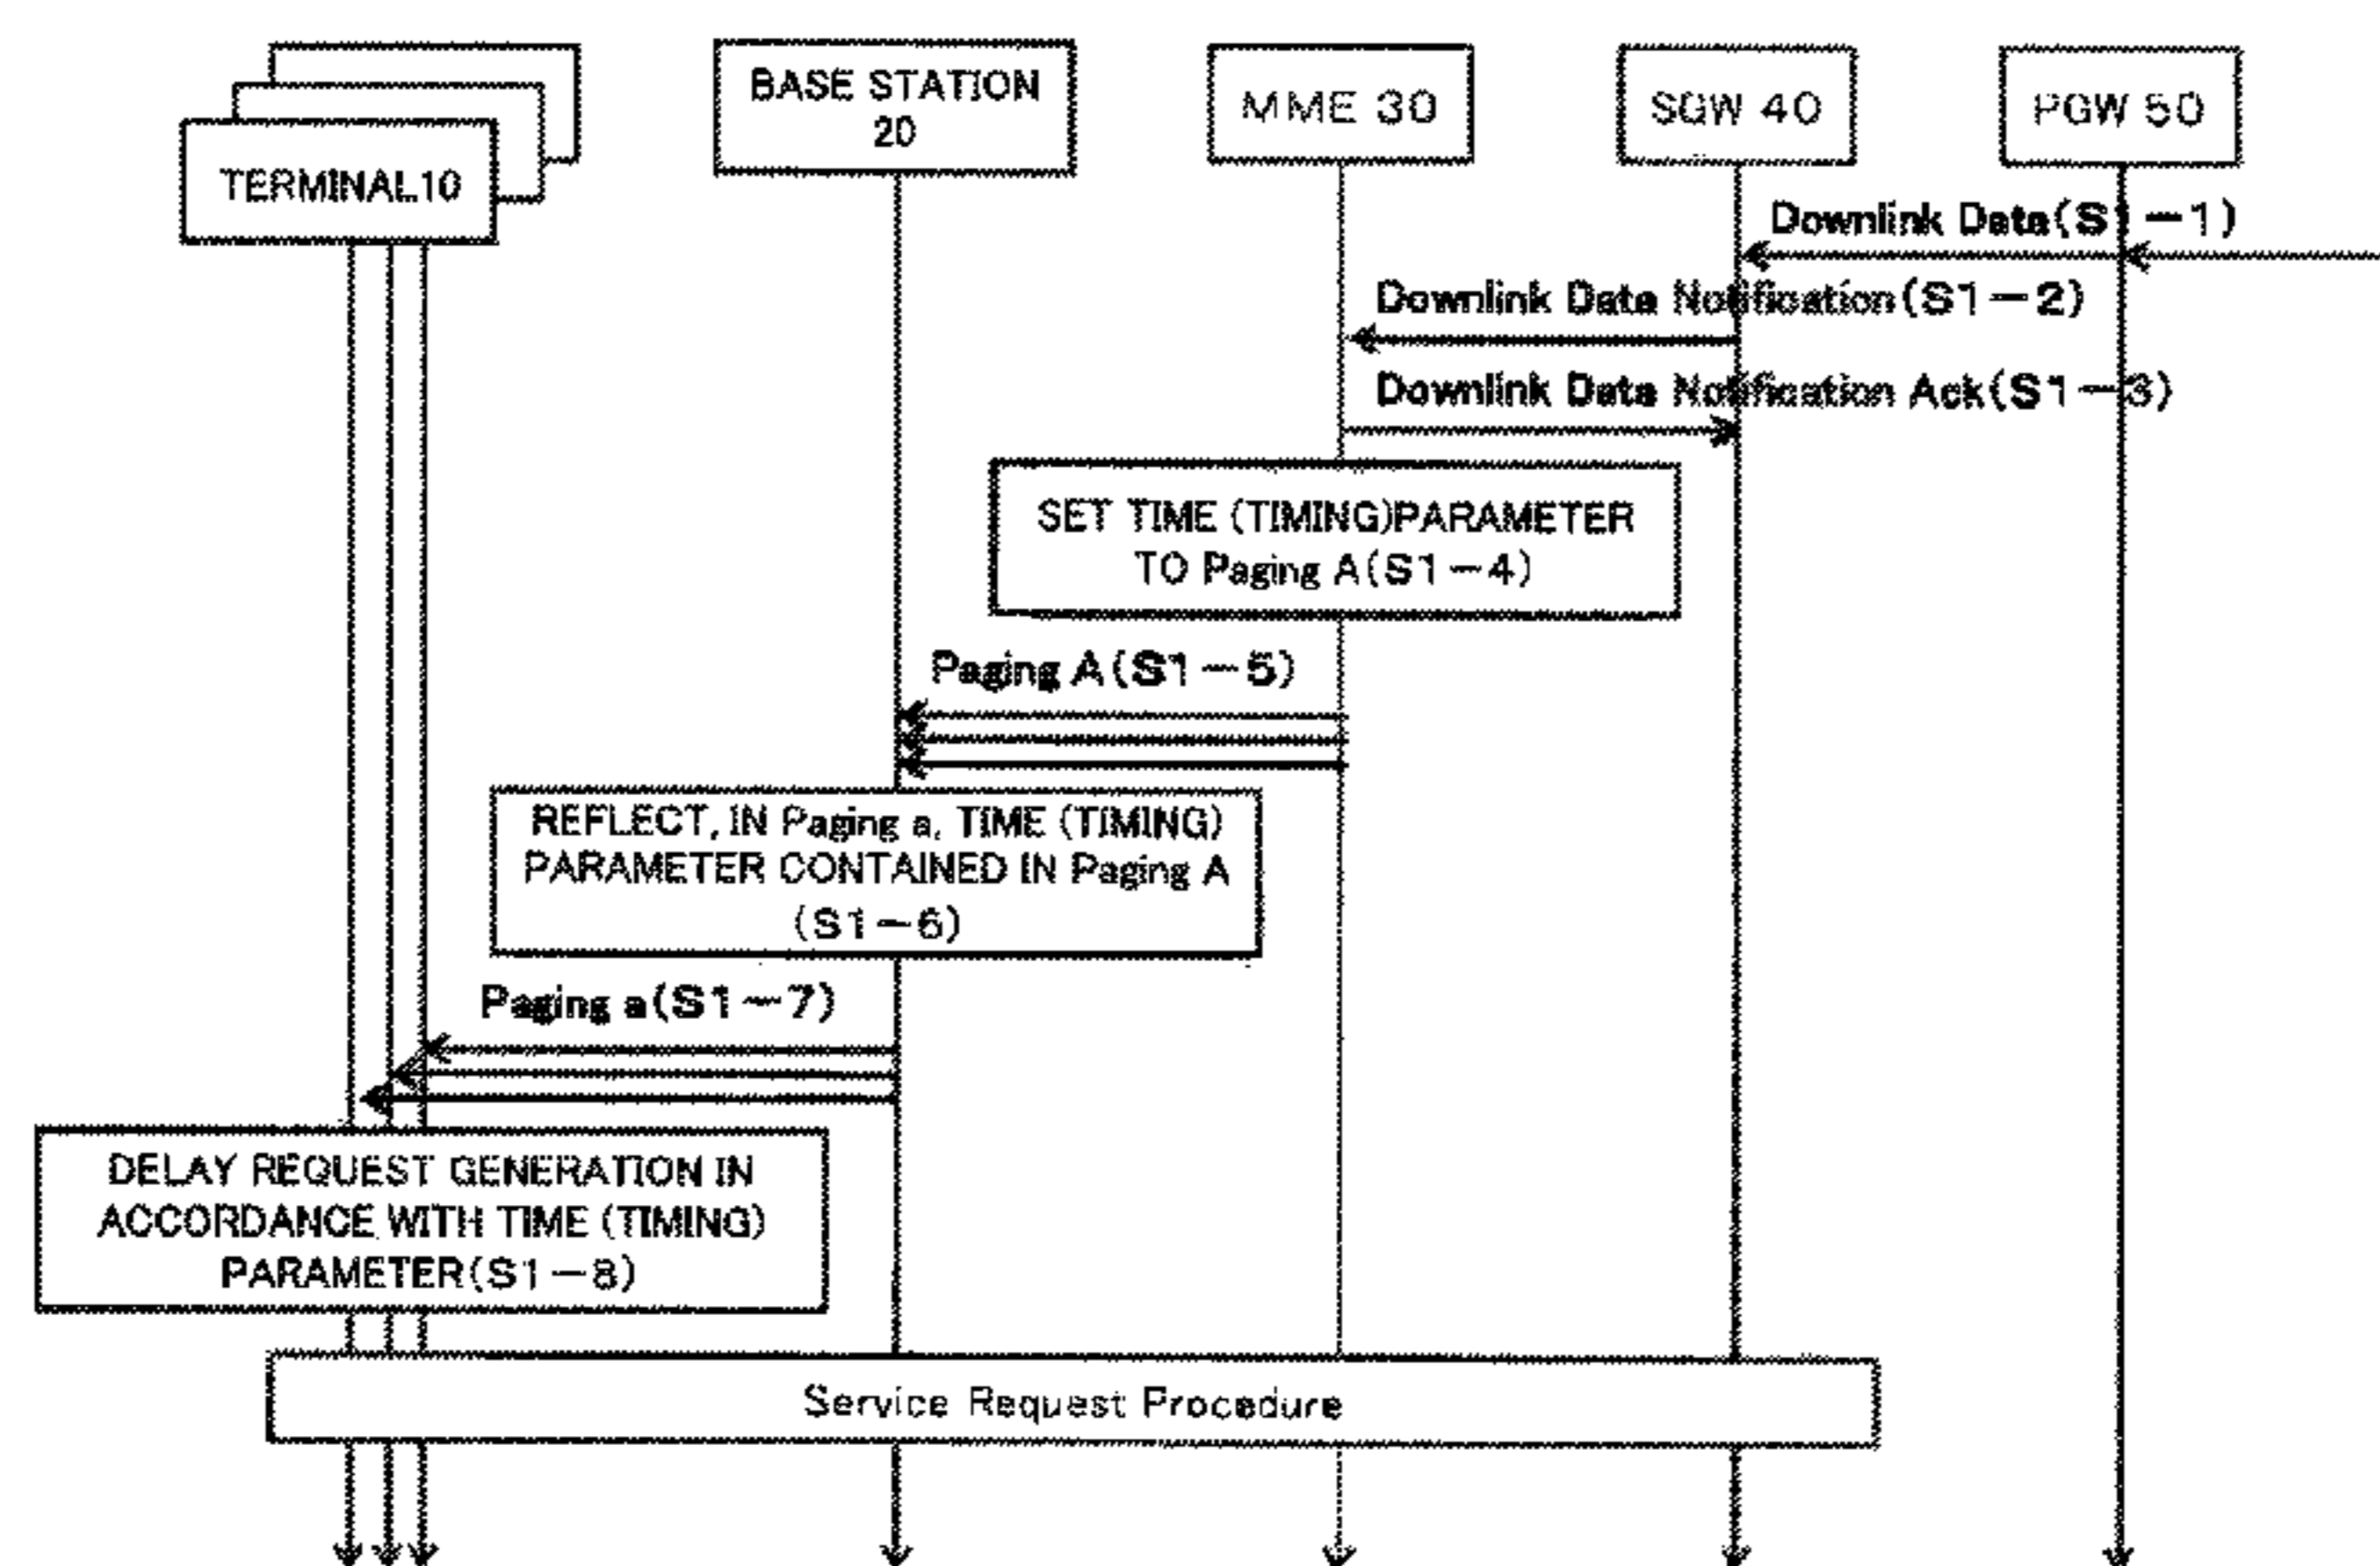 TERMINAL10
BASE STATION
20
MME 30
SGW 40
PGW 50
Downlink Data(S1-1)
Downlink Data Notification(S1-2)
Downlink Data Notification Ack(S1-3)
SET TIME (TIMING)PARAMETER
TO Paging A(S1-4)
Paging A(S1-5)
REFLECT, IN Paging a, TIME (TIMING)
PARAMETER CONTAINED IN Paging A
(S1-6)
Paging a(S1-7)
DELAY REQUEST GENERATION IN
ACCORDANCE WITH TIME (TIMING)
PARAMETER(S1-8)
Service Request Procedure